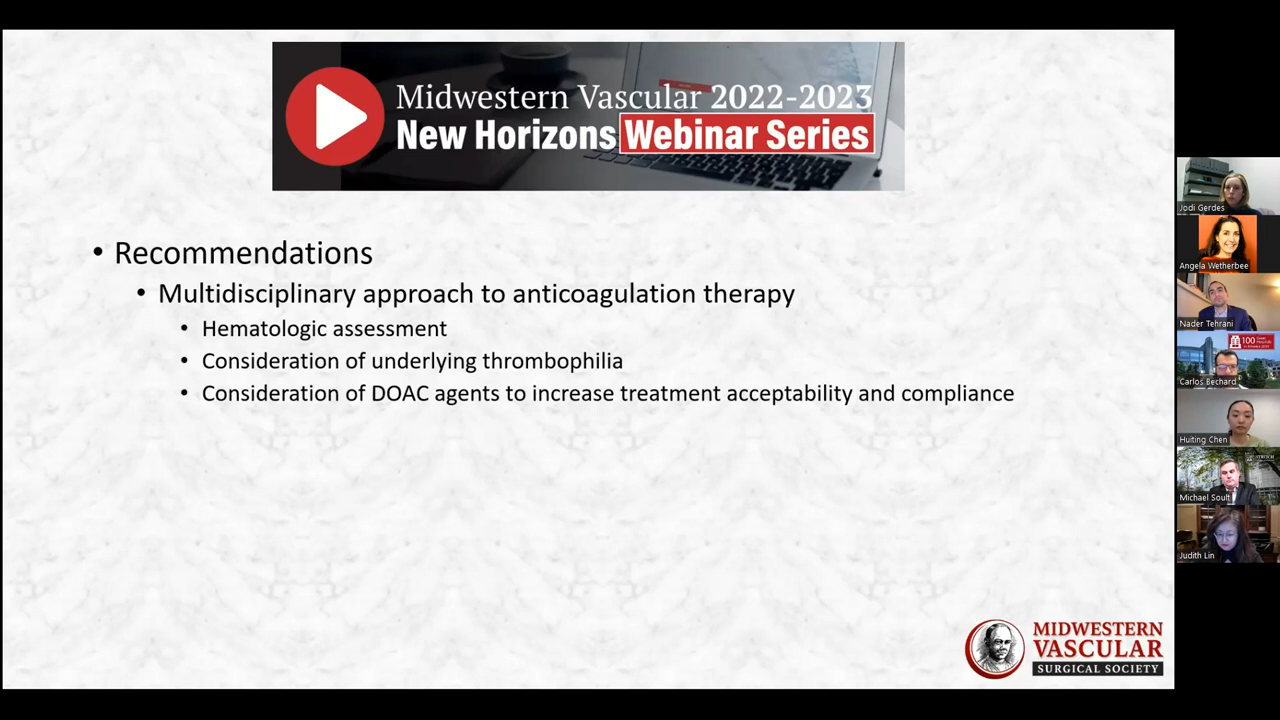 Midwestern Vascular 2022-2023
New Horizons Webinar Series
• Recommendations
• Multidisciplinary approach to anticoagulation therapy
• Hematologic assessment
• Consideration of underlying thrombophilia
• Consideration of DOAC agents to increase treatment acceptability and compliance
Jodi Gerdes
Angela Wetherbee
Nader Tehrani
100
Carlos Bechard
Huiting Chen
Michael Soult
Judith Lin
MIDWESTERN
VASCULAR
SURGICAL SOCIETY